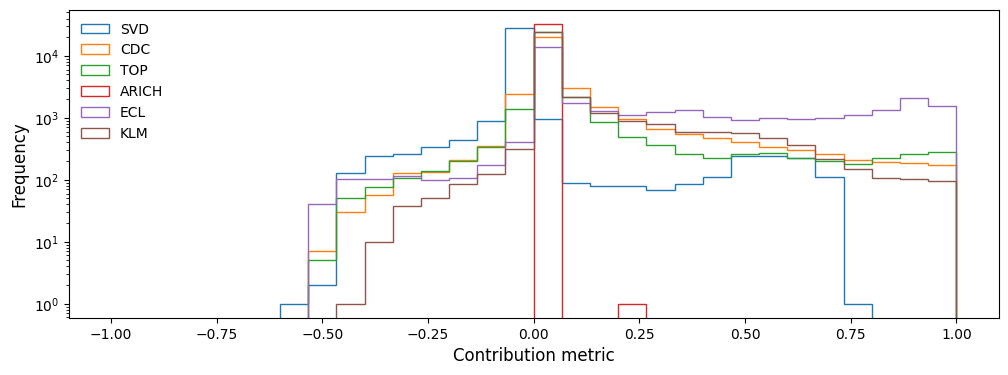 SVD
CDC
TOP
ARICH
ECL
KLM
Frequency
10⁴
10³
10²
10¹
10⁰
−1.00 −0.75 −0.50 −0.25 0.00 0.25 0.50 0.75 1.00
Contribution metric